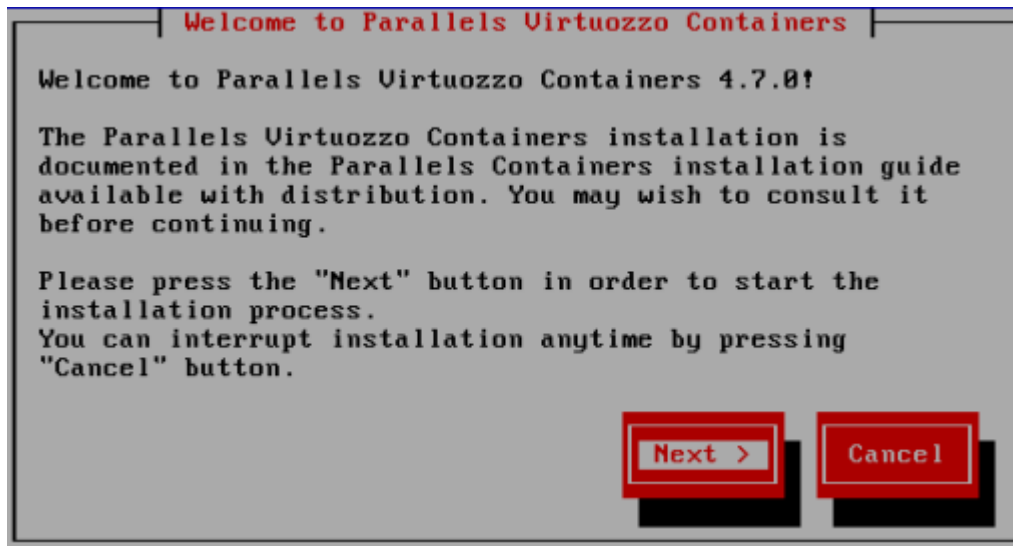 Welcome to Parallels Virtuozzo Containers
Welcome to Parallels Virtuozzo Containers 4.7.0!
The Parallels Virtuozzo Containers installation is
documented in the Parallels Containers installation guide
available with distribution. You may wish to consult it
before continuing.
Please press the "Next" button in order to start the
installation process.
You can interrupt installation anytime by pressing
"Cancel" button.
Next > Cancel